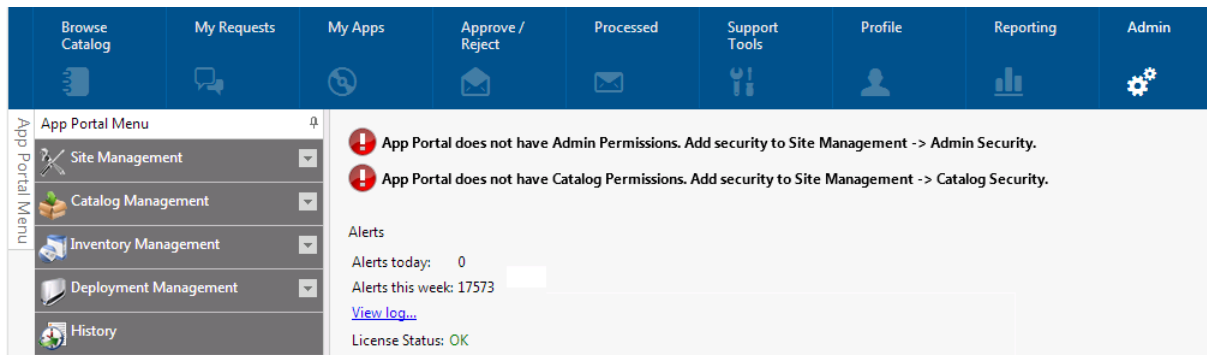 Browse Catalog
My Requests
My Apps
Approve / Reject
Processed
Support Tools
Profile
Reporting
Admin
App Portal Menu
App Portal Menu
Site Management
Catalog Management
Inventory Management
Deployment Management
History
App Portal does not have Admin Permissions. Add security to Site Management -> Admin Security.
App Portal does not have Catalog Permissions. Add security to Site Management -> Catalog Security.
Alerts
Alerts today: 0
Alerts this week: 17573
View log...
License Status: OK